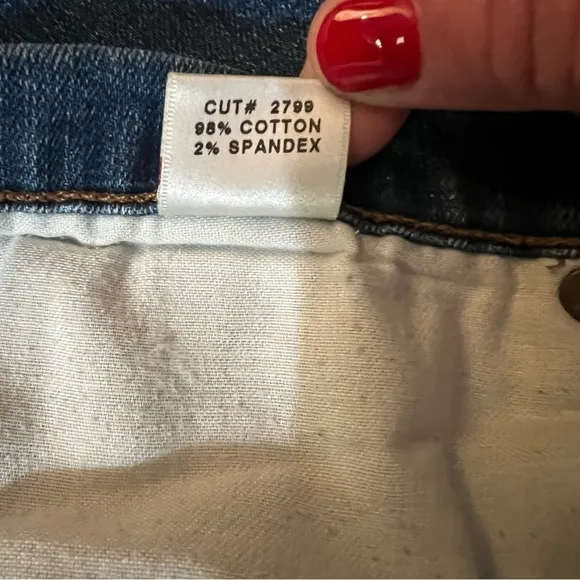 CUT# 2799
98% COTTON
2% SPANDEX